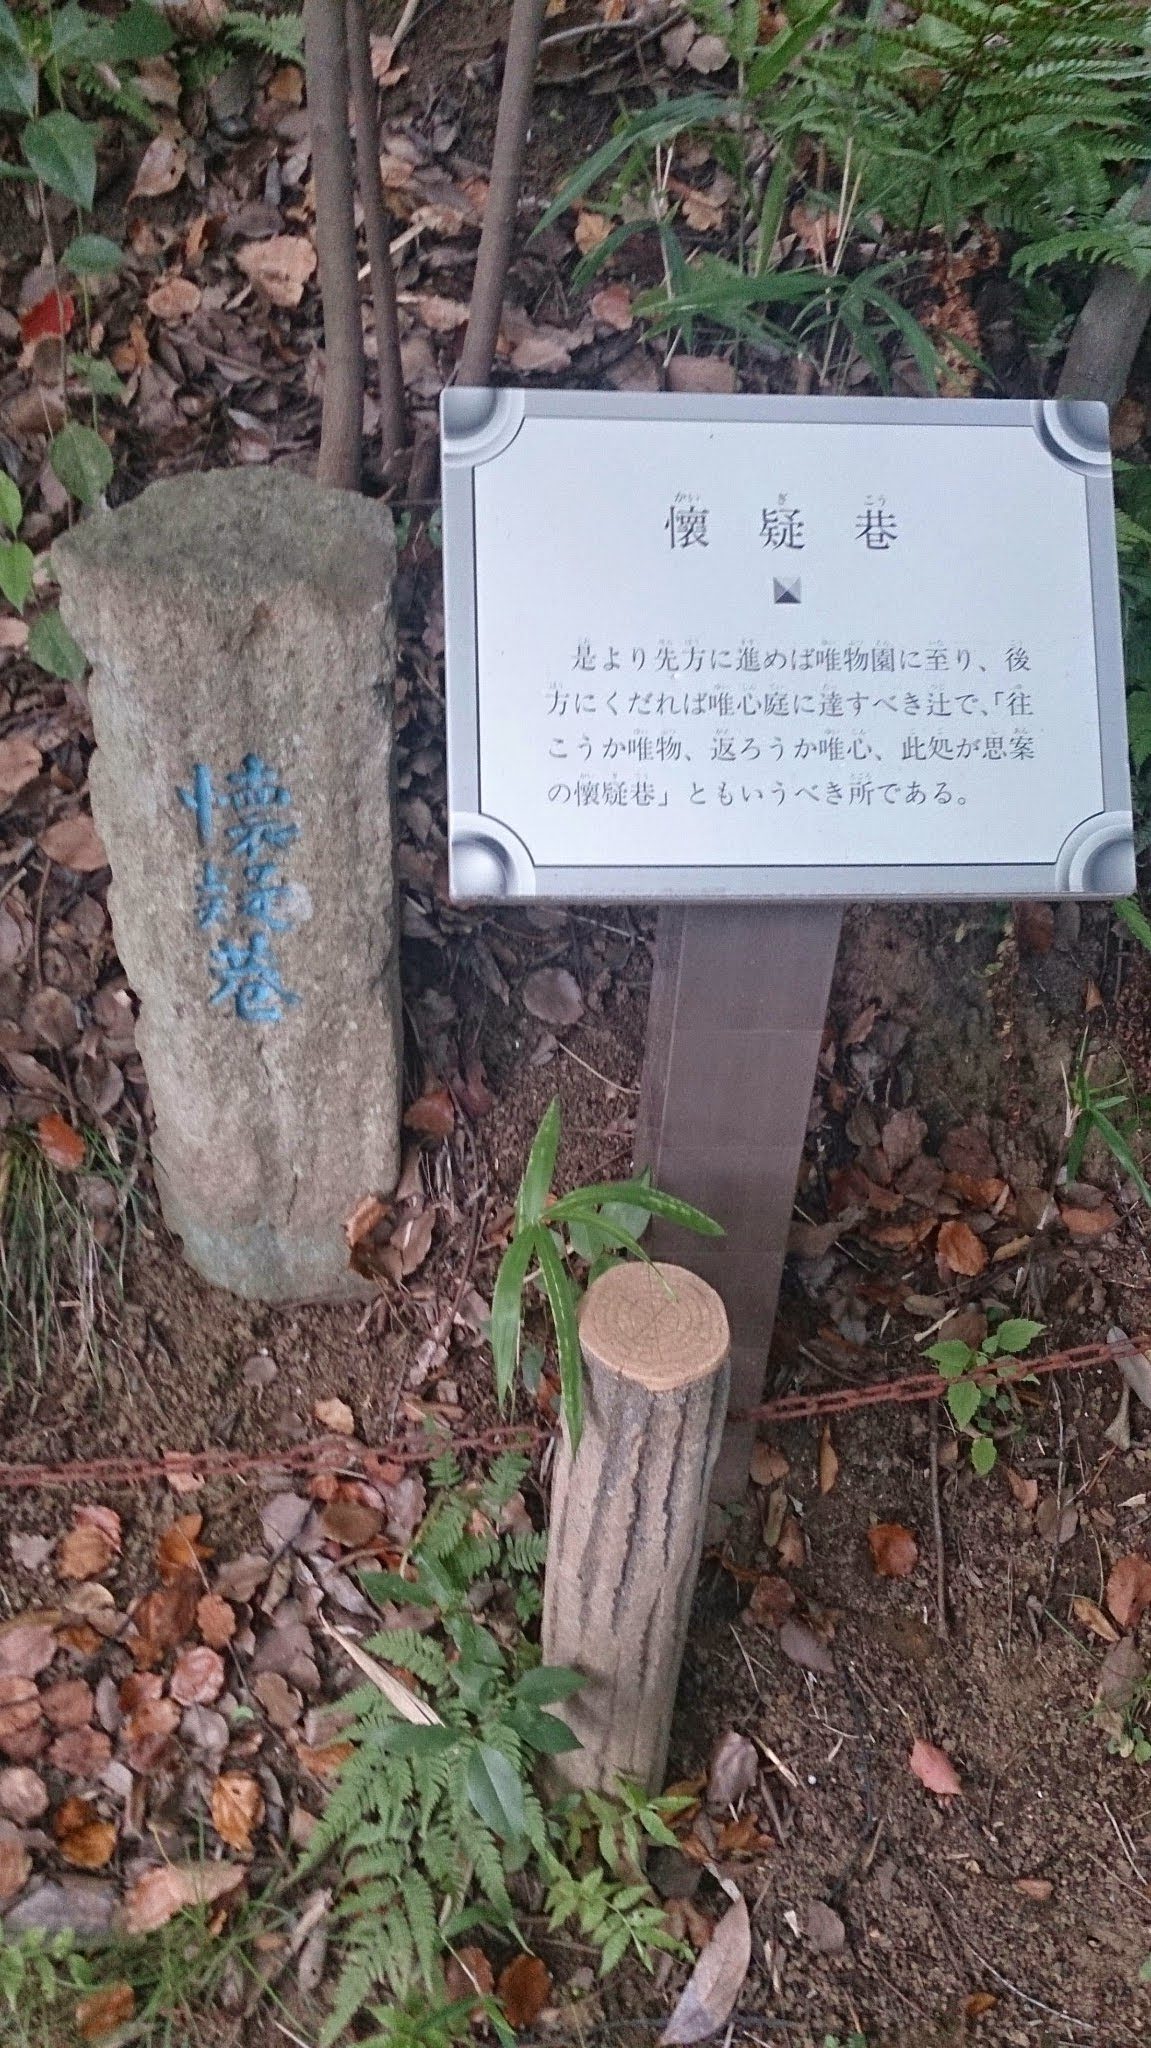 懐疑巷
懐疑巷
是より先方に進めば唯物園に至り、後
方にくだれば唯心庭に達すべき辻で、「往
こうか唯物、返ろうか唯心、此処が思案
の懐疑巷」ともいうべき所である。